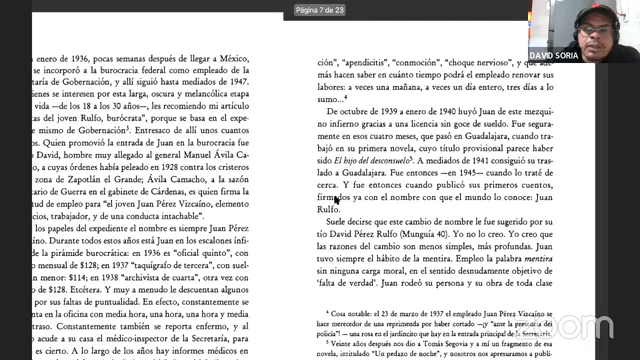 Página 7 de 23
DAVID SORIA
enero de 1936, pocas semanas después de llegar a México,
se incorporó a la burocracia federal como empleado de la
taría de Gobernación, y allí siguió hasta mediados de 1947.
ienes se interesen por esta larga, oscura y melancólica etapa
vida —de los 18 a los 30 años—, les recomiendo mi artículo
tas del joven Rulfo, burócrata”, porque se basa en el expe-
e mismo de Gobernación³. Entresaco de allí unos cuantos
Quien promovió la entrada de Juan en la burocracia fue
o David, hombre muy allegado al general Manuel Ávila Ca-
, a cuyas órdenes había peleado en 1928 contra los cristeros
zona de Zapotlán el Grande; Ávila Camacho, a la sazón
tario de Guerra en el gabinete de Cárdenas, es quien firma la
tud de empleo para “el joven Juan Pérez Vizcaíno, elemento
icios, trabajador, y de una conducta intachable”.
los papeles del expediente el nombre es siempre Juan Pérez
aíno. Durante todos estos años está Juan en los escalones ínfi-
de la pirámide burocrática: en 1936 es “oficial quinto”, con
o mensual de $128; en 1937 “taquígrafo de tercera”, con suel-
n menor: $114; en 1938 “archivista de cuarta”, otra vez con
de $128. Etcétera. Y muy a menudo le descuentan algunos
por sus faltas de puntualidad. En efecto, constantemente se
nta en la oficina con media hora, una hora, una hora y media
traso. Constantemente también se reporta enfermo, y al
acude a su casa el médico-inspector de la Secretaría, para
es cierto. A lo largo de los años hay informes médicos en
ción”, “apendicitis”, “conmoción”, “choque nervioso”, y que ade-
más hacen saber en cuánto tiempo podrá el empleado renovar sus
labores: a veces una mañana, a veces un día entero, tres días a lo
sumo...⁴
De octubre de 1939 a enero de 1940 huyó Juan de este mezqui-
no infierno gracias a una licencia sin goce de sueldo. Fue segura-
mente en esos cuatro meses, que pasó en Guadalajara, cuando tra-
bajó en su primera novela, cuyo título provisional parece haber
sido El hijo del desconsuelo⁵. A mediados de 1941 consiguió su tras-
lado a Guadalajara. Fue entonces —en 1945— cuando lo traté de
cerca. Y fue entonces cuando publicó sus primeros cuentos,
firmados ya con el nombre con que el mundo lo conoce: Juan
Rulfo.
Suele decirse que este cambio de nombre le fue sugerido por su
tío David Pérez Rulfo (Munguía 40). Yo no lo creo. Yo creo que
las razones del cambio son menos simples, más profundas. Juan
tuvo siempre el hábito de la mentira. Empleo la palabra mentira
sin ninguna carga moral, en el sentido desnudamente objetivo de
‘falta de verdad’. Juan rodeó su persona y su obra de toda clase
⁴ Cosa notable: el 23 de marzo de 1937 el empleado Juan Pérez Vizcaíno se
hace merecedor de una reprimenda por haber cortado —¡y “ante la presencia del
policía”! — una rosa en el jardincito que hay en la entrada principal de la Secretaría.
⁵ Veinte años después nos dio a Tomás Segovia y a mí un fragmento de esa
novela, intitulado “Un pedazo de noche”, y nosotros nos apresuramos a publi-
zoom